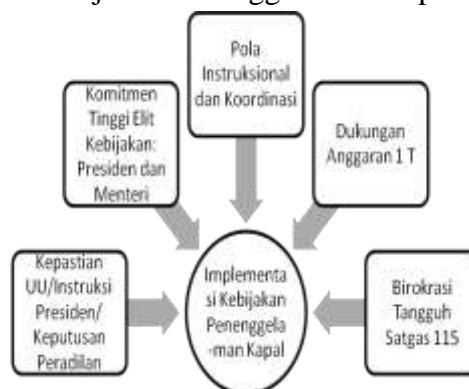 Pola
Instruksional
dan Koordinasi
Komitmen
Tinggi Elit
Kebijakan:
Presiden dan
Menteri
Dukungan
Anggaran 1 T
Kepastian
UU/Instruksi
Presiden/
Keputusan
Peradilan
Implementa
si Kebijakan
Penenggela
-man Kapal
Birokrasi
Tangguh
Satgas 115